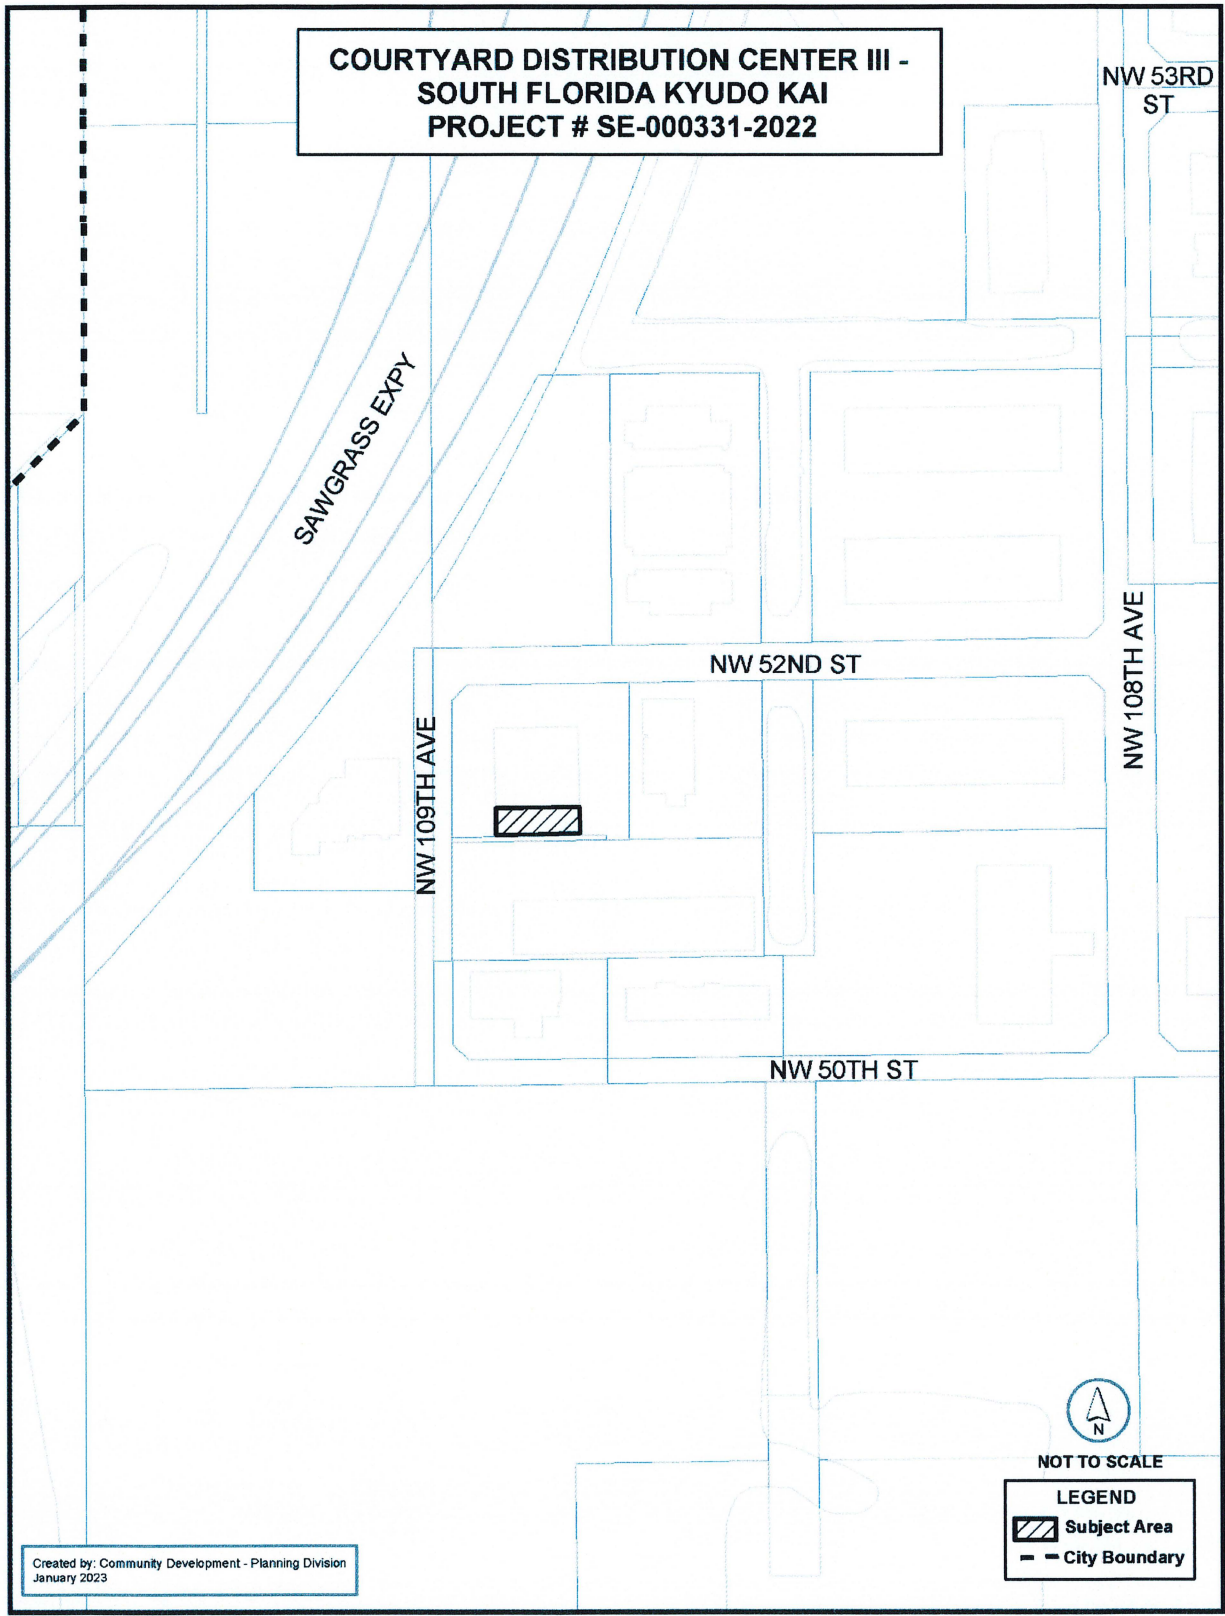 COURTYARD DISTRIBUTION CENTER III -
SOUTH FLORIDA KYUDO KAI
PROJECT # SE-000331-2022
NW 53RD
ST
SAWGRASS EXPY
NW 52ND ST
NW 108TH AVE
NW 109TH AVE
NW 50TH ST
N
NOT TO SCALE
LEGEND
Subject Area
City Boundary
Created by: Community Development - Planning Division
January 2023